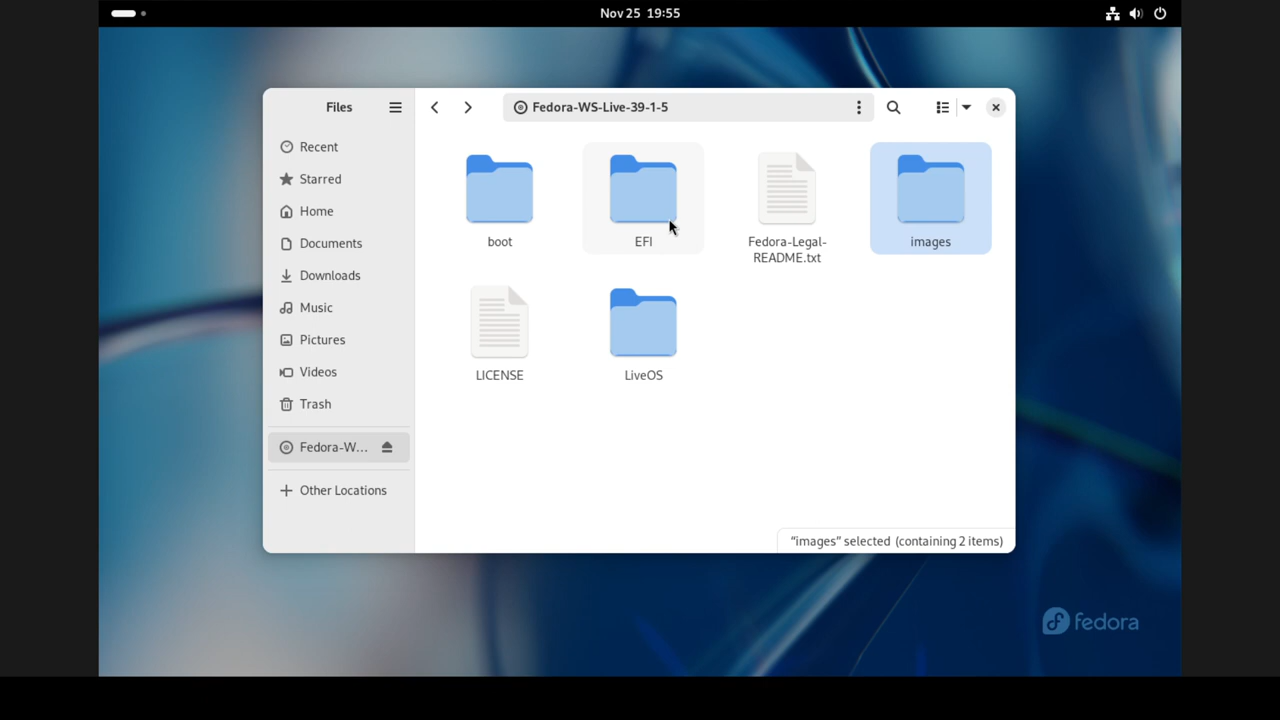 Nov 25 19:55
Files
Fedora-WS-Live-39-1-5
Recent
Starred
Home
Documents
Downloads
Music
Pictures
Videos
Trash
Fedora-W...
Other Locations
boot
EFI
Fedora-Legal-
README.txt
images
LICENSE
LiveOS
"images" selected (containing 2 items)
fedora